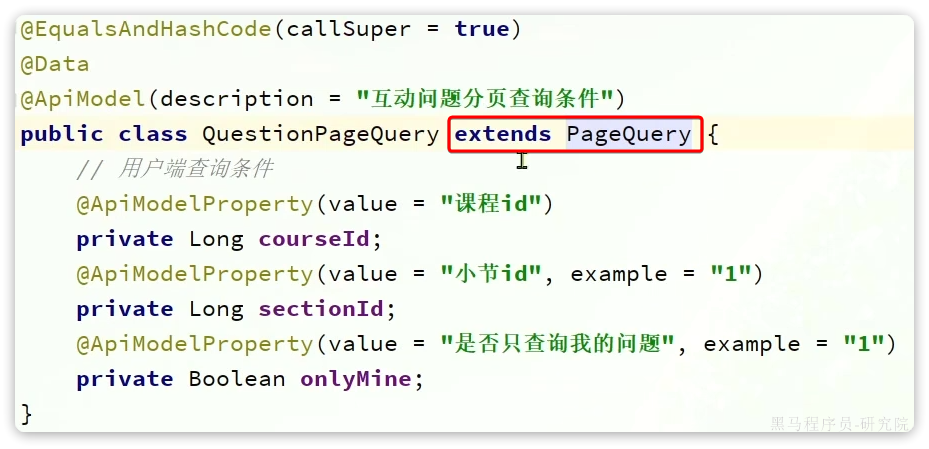 @EqualsAndHashCode(callSuper = true)
@Data
@ApiModel(description = "互动问题分页查询条件")
public class QuestionPageQuery extends PageQuery {
// 用户端查询条件
@ApiModelProperty(value = "课程id")
private Long courseId;
@ApiModelProperty(value = "小节id", example = "1")
private Long sectionId;
@ApiModelProperty(value = "是否只查询我的问题", example = "1")
private Boolean onlyMine;
}
黑马程序员-研究院